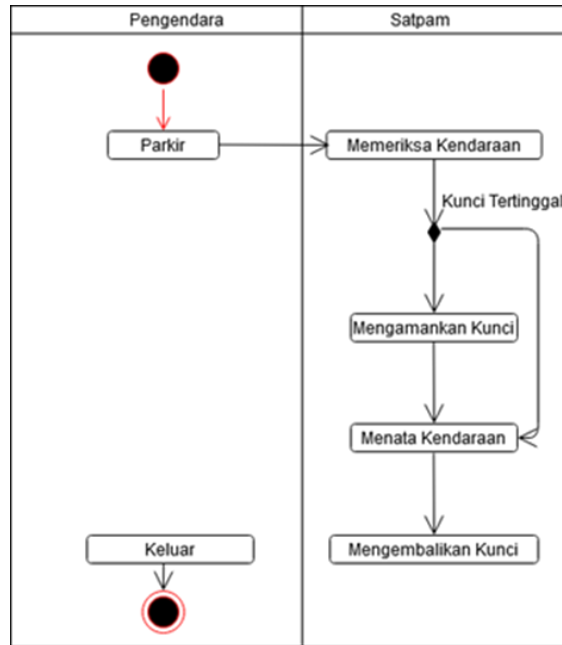 Pengendara
Satpam
Parkir
Memeriksa Kendaraan
Kunci Tertinggal
Mengamankan Kunci
Menata Kendaraan
Keluar
Mengembalikan Kunci